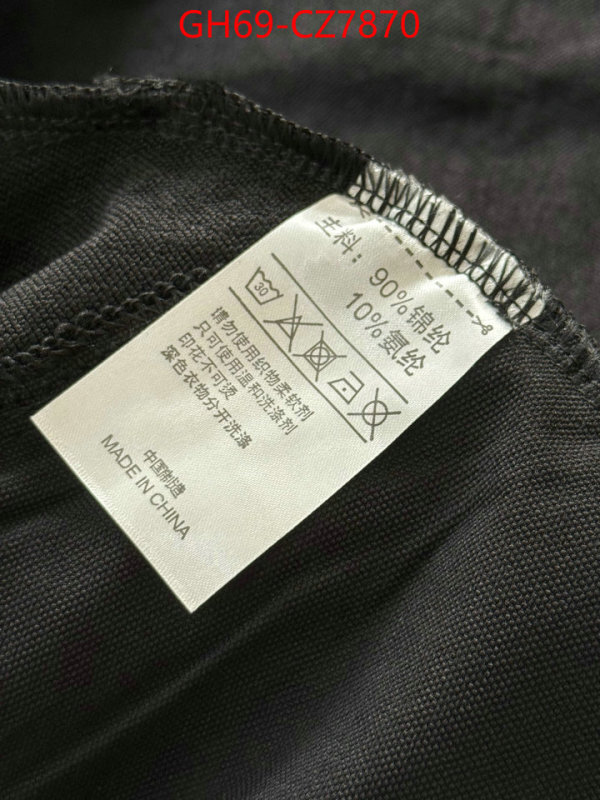 GH69-CZ7870
主料：
90%锦纶
10%氨纶
30
请勿使用织物柔软剂
只可使用温和洗涤剂
印花不可烫
深色衣物分开洗涤
中国制造
MADE IN CHINA